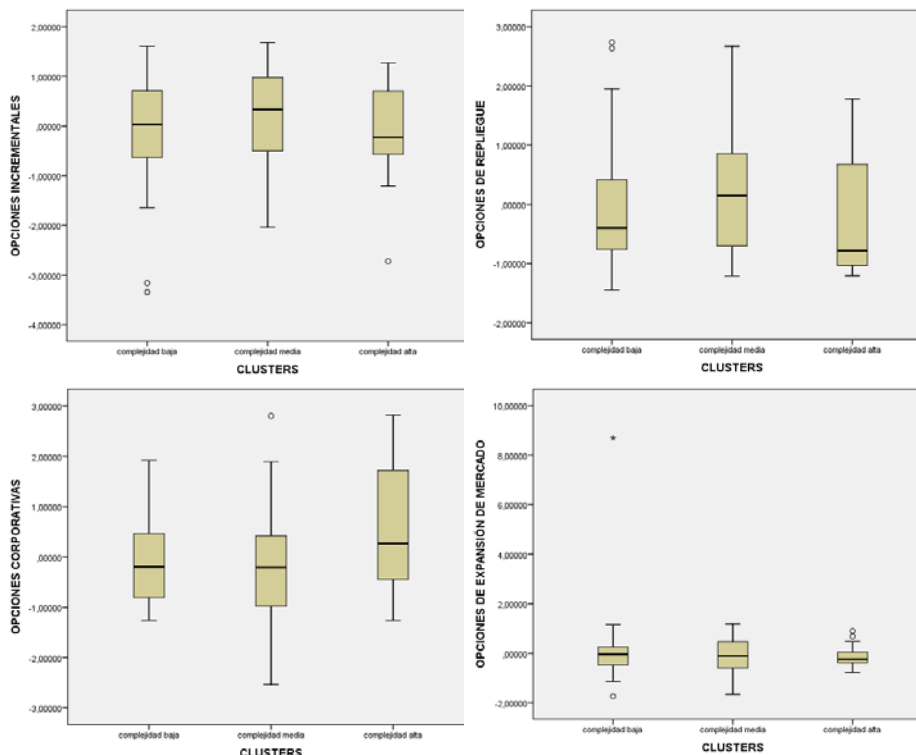 OPCIONES INCREMENTALES
2,00000
1,00000
,00000
-1,00000
-2,00000
-3,00000
-4,00000
complejidad baja complejidad media complejidad alta
CLUSTERS
OPCIONES DE REPLIEGUE
3,00000
2,00000
1,00000
,00000
-1,00000
-2,00000
complejidad baja complejidad media complejidad alta
CLUSTERS
OPCIONES CORPORATIVAS
3,00000
2,00000
1,00000
,00000
-1,00000
-2,00000
-3,00000
complejidad baja complejidad media complejidad alta
CLUSTERS
OPCIONES DE EXPANSIÓN DE MERCADO
10,00000
8,00000
6,00000
4,00000
2,00000
,00000
-2,00000
complejidad baja complejidad media complejidad alta
CLUSTERS